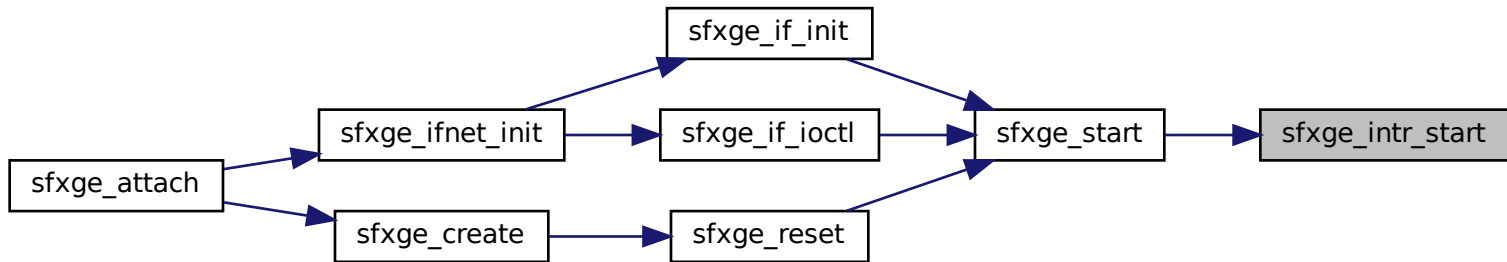 sfxge_if_init
sfxge_ifnet_init
sfxge_if_ioctl
sfxge_start
sfxge_intr_start
sfxge_attach
sfxge_create
sfxge_reset